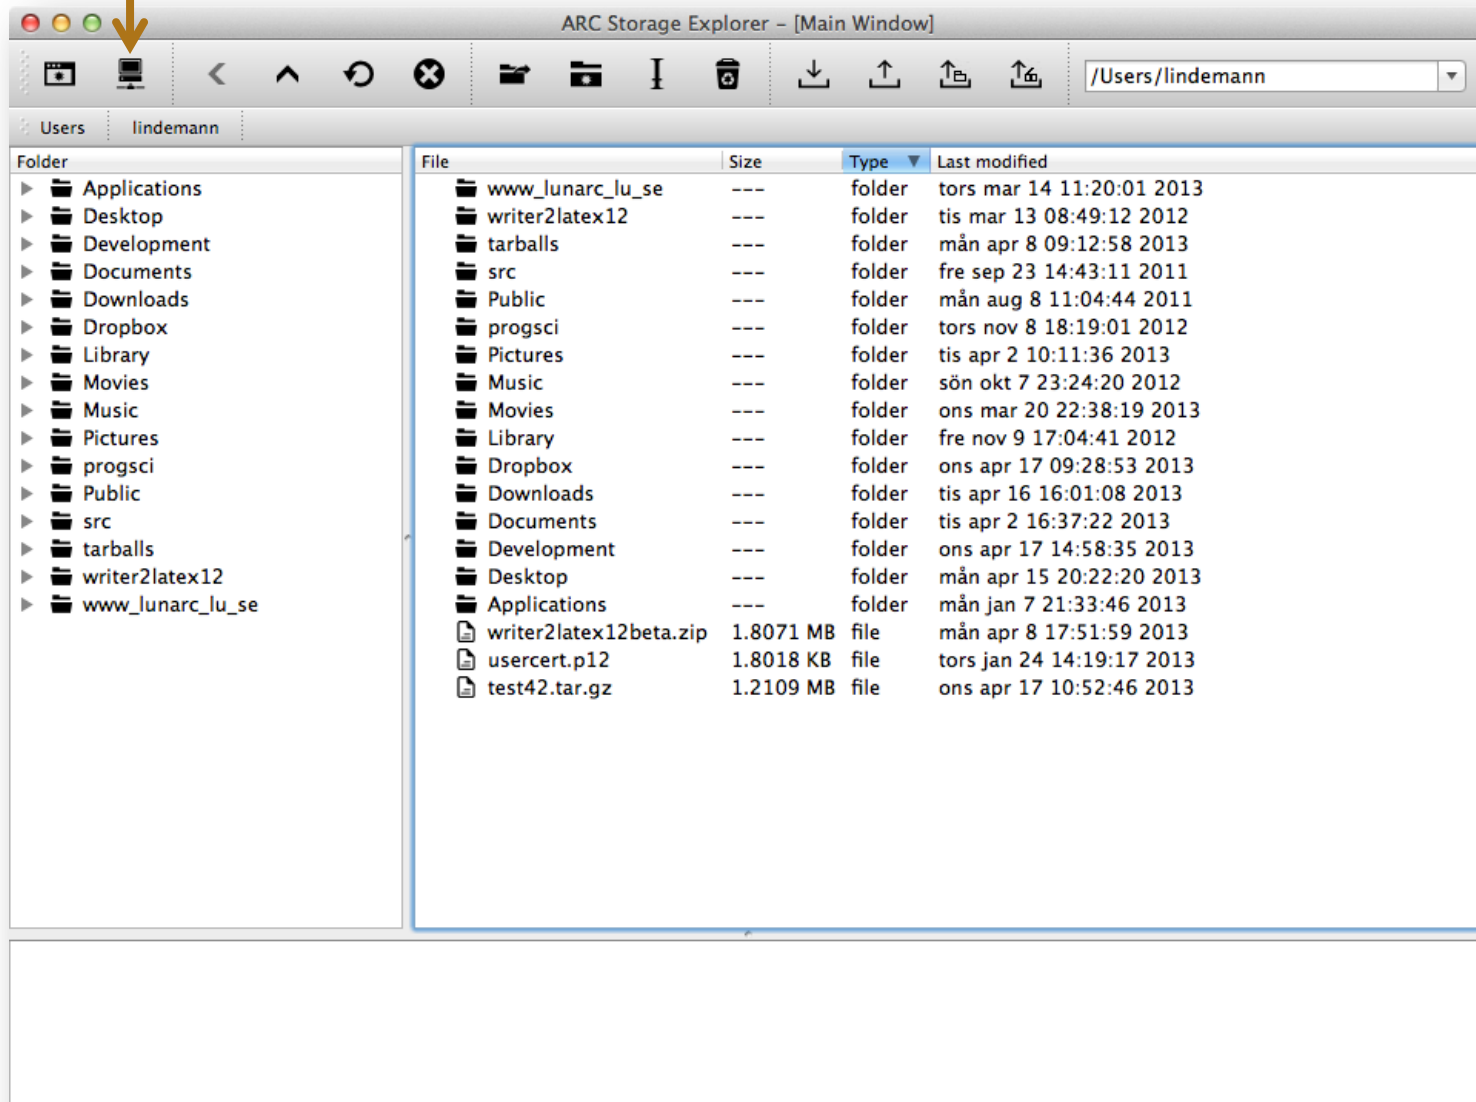 ARC Storage Explorer – [Main Window]
/Users/lindemann
Users lindemann
Folder
Applications
Desktop
Development
Documents
Downloads
Dropbox
Library
Movies
Music
Pictures
progsci
Public
src
tarballs
writer2latex12
www_lunarc_lu_se
File Size Type Last modified
www_lunarc_lu_se --- folder tors mar 14 11:20:01 2013
writer2latex12 --- folder tis mar 13 08:49:12 2012
tarballs --- folder mån apr 8 09:12:58 2013
src --- folder fre sep 23 14:43:11 2011
Public --- folder mån aug 8 11:04:44 2011
progsci --- folder tors nov 8 18:19:01 2012
Pictures --- folder tis apr 2 10:11:36 2013
Music --- folder sön okt 7 23:24:20 2012
Movies --- folder ons mar 20 22:38:19 2013
Library --- folder fre nov 9 17:04:41 2012
Dropbox --- folder ons apr 17 09:28:53 2013
Downloads --- folder tis apr 16 16:01:08 2013
Documents --- folder tis apr 2 16:37:22 2013
Development --- folder ons apr 17 14:58:35 2013
Desktop --- folder mån apr 15 20:22:20 2013
Applications --- folder mån jan 7 21:33:46 2013
writer2latex12beta.zip 1.8071 MB file mån apr 8 17:51:59 2013
usercert.p12 1.8018 KB file tors jan 24 14:19:17 2013
test42.tar.gz 1.2109 MB file ons apr 17 10:52:46 2013